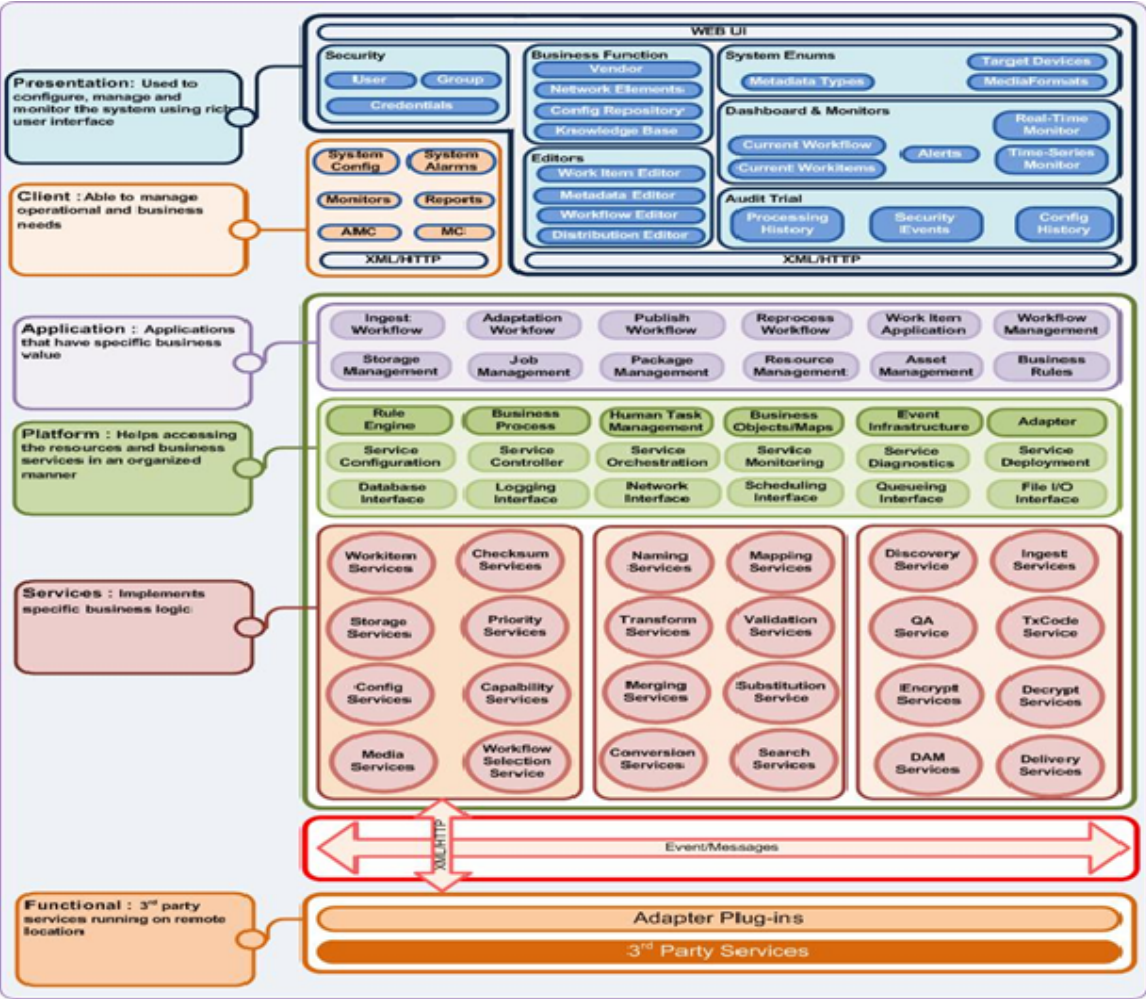 WEB UI
Presentation: Used to
configure, manage and
monitor the system using rich
user interface
Security
User
Group
Credentials
Business Function
Vendor
Network Elements
Config Repository
Knowledge Base
System Enums
Target Devices
Metadata Types
MediaFormats
Dashboard & Monitors
Real-Time
Monitor
Current Workflow
Alerts
Time-Series
Monitor
Current Workitems
Editors
Work Item Editor
Metadata Editor
Workflow Editor
Distribution Editor
Audit Trial
Processing
History
Security
Events
Config
History
XML/HTTP
Client : Able to manage
operational and business
needs
System
Config
System
Alarms
Monitors
Reports
AMC
MC
XML/HTTP
Application : Applications
that have specific business
value
Ingest
Workflow
Adaptation
Workfow
Publish
Workflow
Reprocess
Workflow
Work Item
Application
Workflow
Management
Storage
Management
Job
Management
Package
Management
Resource
Management
Asset
Management
Business
Rules
Platform : Helps accessing
the resources and business
services in an organized
manner
Rule
Engine
Business
Process
Human Task
Management
Business
Objects/Maps
Event
Infrastructure
Adapter
Service
Configuration
Service
Controller
Service
Orchestration
Service
Monitoring
Service
Diagnostics
Service
Deployment
Database
Interface
Logging
Interface
Network
Interface
Scheduling
Interface
Queueing
Interface
File I/O
Interface
Services : Implements
specific business logic
Workitem
Services
Checksum
Services
Naming
Services
Mapping
Services
Discovery
Service
Ingest
Services
Storage
Services
Priority
Services
Transform
Services
Validation
Services
QA
Service
TxCode
Service
Config
Services
Capability
Services
Merging
Services
Substitution
Service
Encrypt
Services
Decrypt
Services
Media
Services
Workflow
Selection
Service
Conversion
Services
Search
Services
DAM
Services
Delivery
Services
XML/HTTP
Event/Messages
Functional : 3rd party
services running on remote
location
Adapter Plug-ins
3rd Party Services